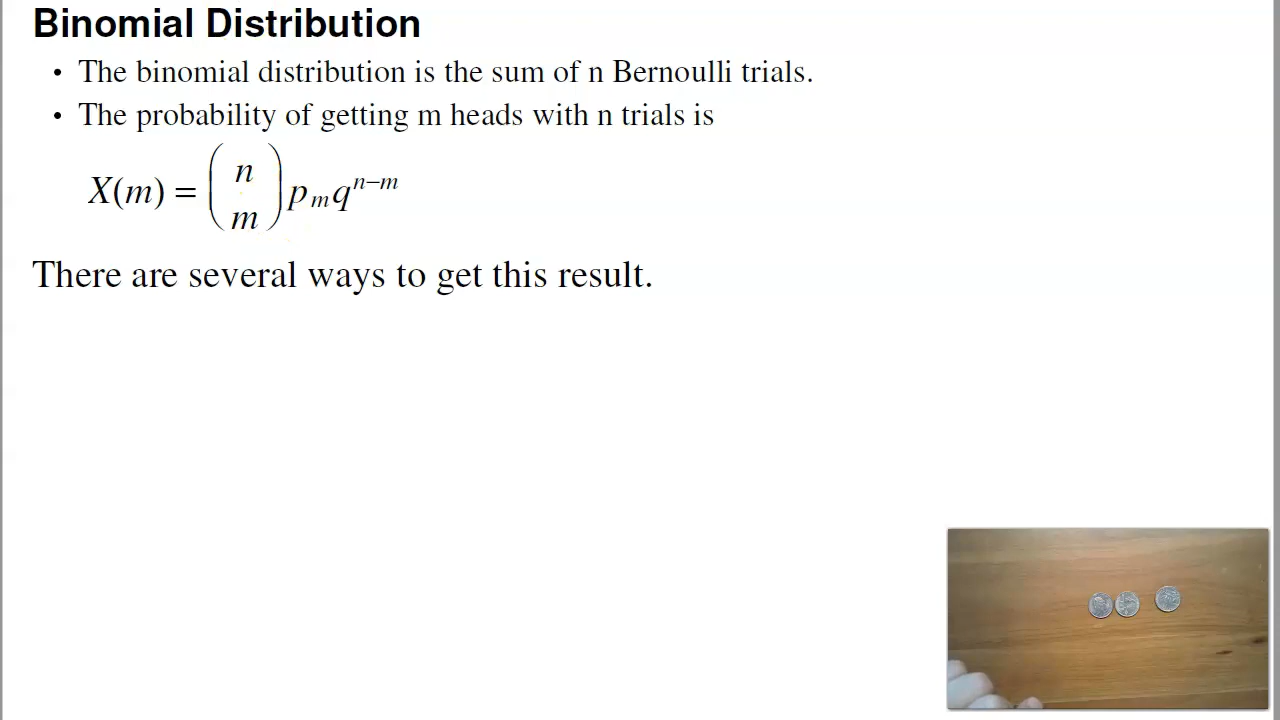 Binomial Distribution
• The binomial distribution is the sum of n Bernoulli trials.
• The probability of getting m heads with n trials is
X(m) = (n m) p_m q^{n−m}
There are several ways to get this result.